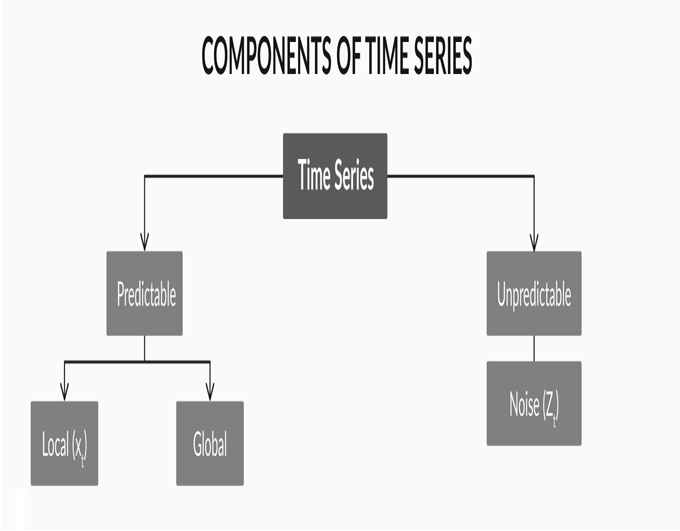 COMPONENTS OF TIME SERIES
Time Series
Predictable
Unpredictable
Noise (Zt)
Local (xt)
Global